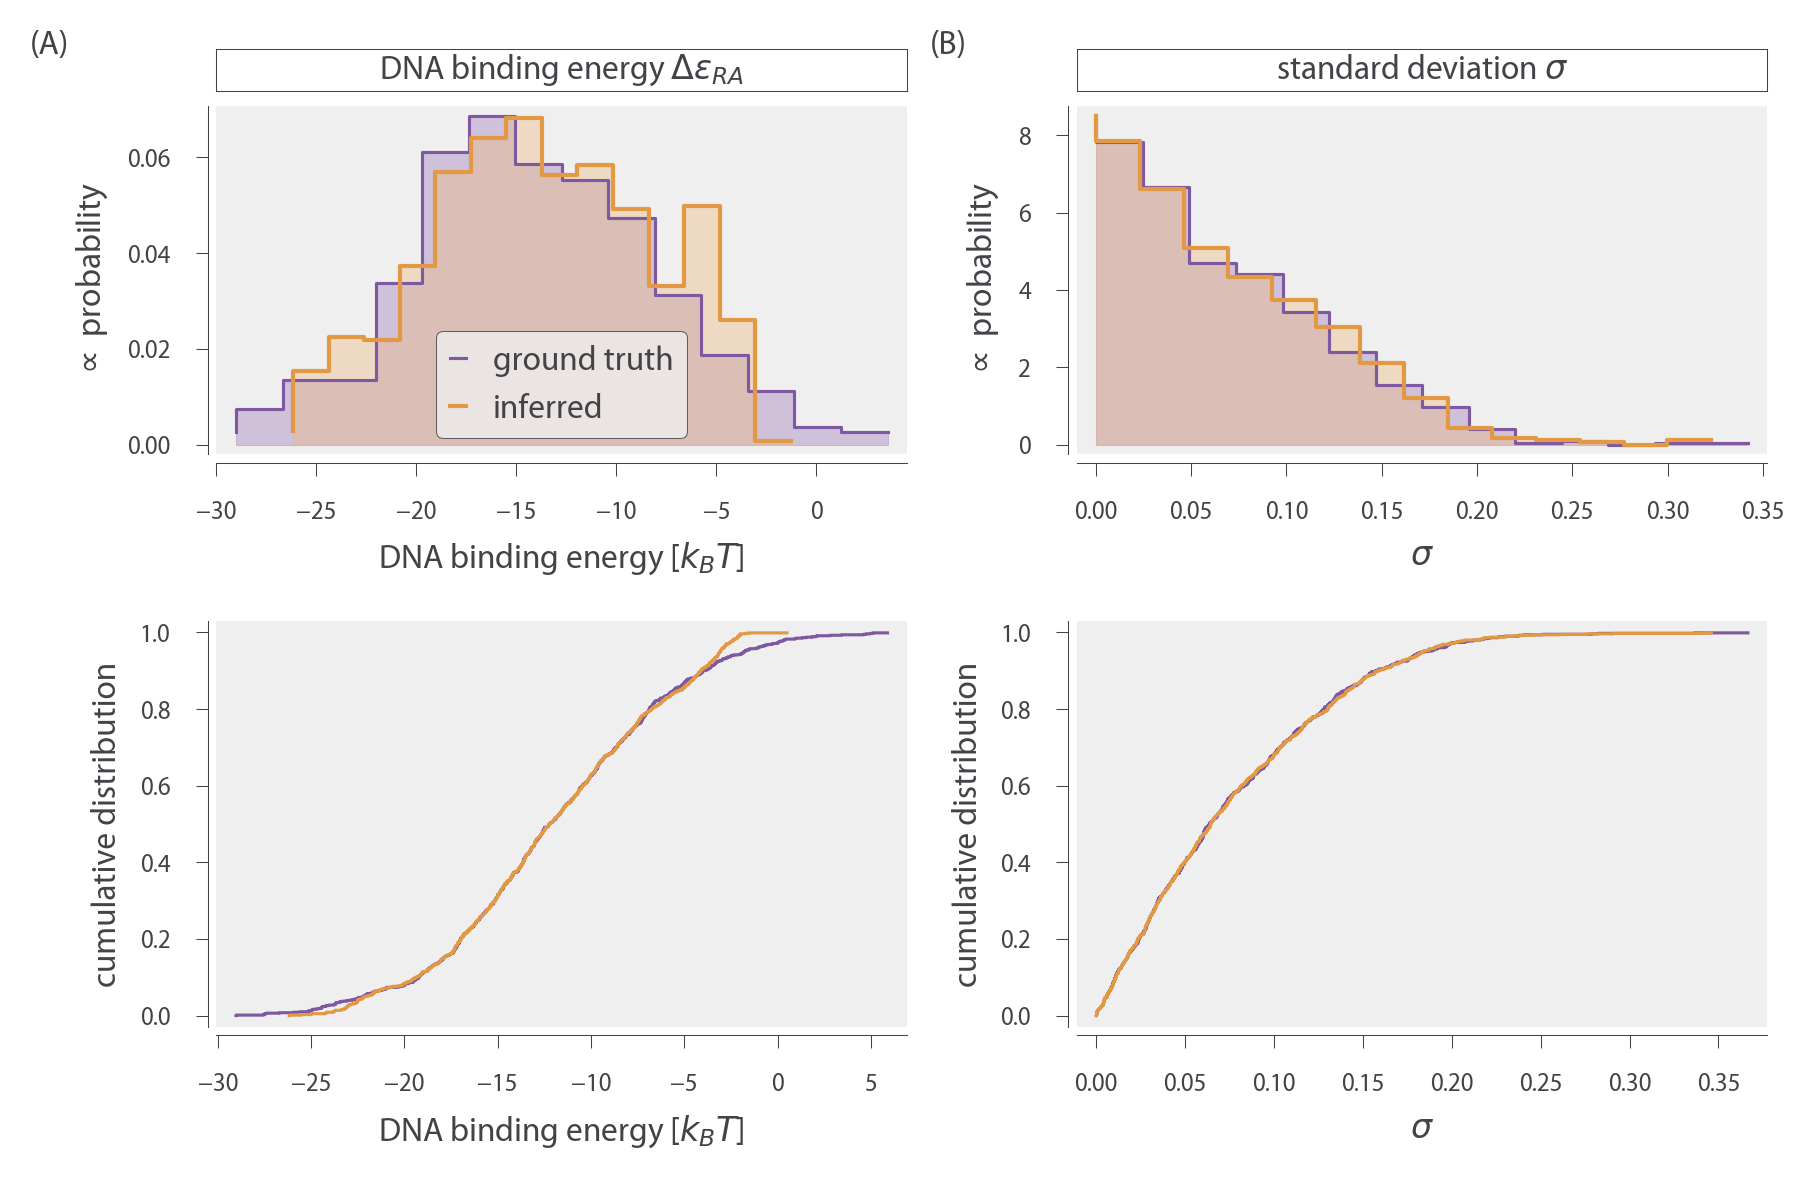 (A)
DNA binding energy Δε_RA
∝ probability
0.06
0.04
0.02
0.00
ground truth
inferred
−30 −25 −20 −15 −10 −5 0
DNA binding energy [k_BT]
cumulative distribution
1.0
0.8
0.6
0.4
0.2
0.0
−30 −25 −20 −15 −10 −5 0 5
DNA binding energy [k_BT]
(B)
standard deviation σ
∝ probability
8
6
4
2
0
0.00 0.05 0.10 0.15 0.20 0.25 0.30 0.35
σ
cumulative distribution
1.0
0.8
0.6
0.4
0.2
0.0
0.00 0.05 0.10 0.15 0.20 0.25 0.30 0.35
σ